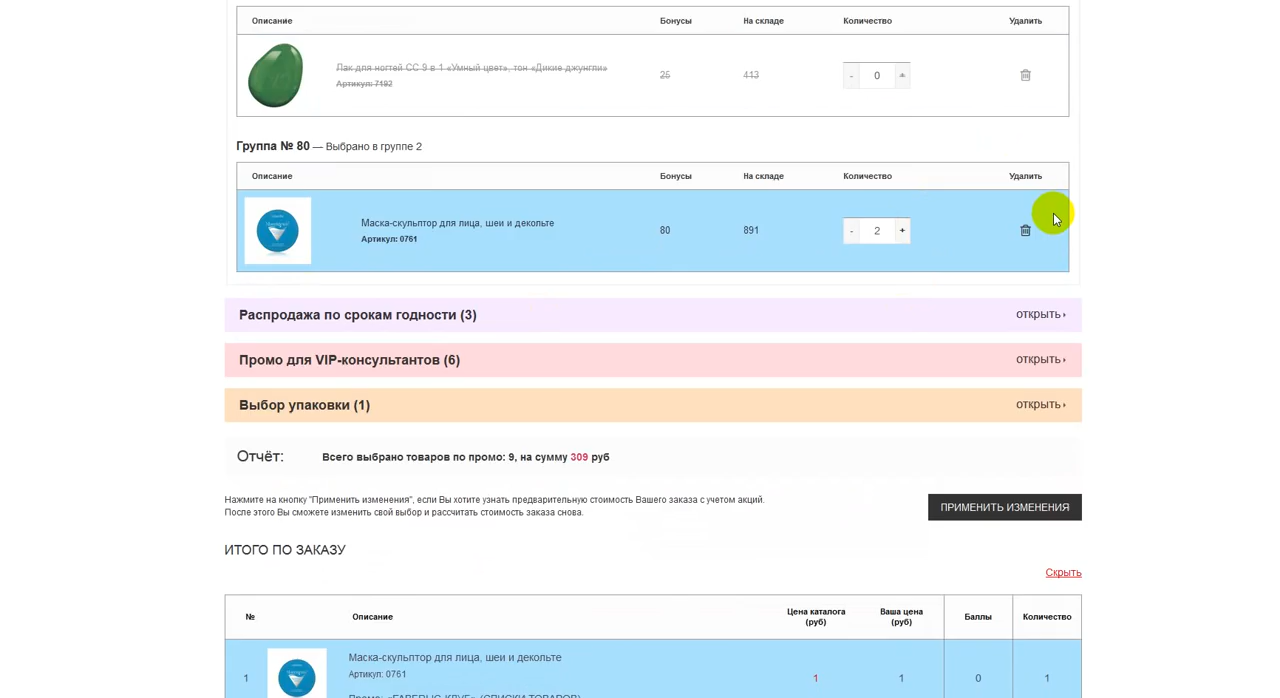 Описание Бонусы На складе Количество Удалить
Лак для ногтей CC 9 в 1 «Умный цвет», тон «Дикие джунгли»
Артикул: 7192
25 413 - 0
Группа № 80 — Выбрано в группе 2
Описание Бонусы На складе Количество Удалить
Маска-скульптор для лица, шеи и декольте
Артикул: 0761
80 891 - 2 +
Распродажа по срокам годности (3) открыть
Промо для VIP-консультантов (6) открыть
Выбор упаковки (1) открыть
Отчёт: Всего выбрано товаров по промо: 9, на сумму 309 руб
Нажмите на кнопку "Применить изменения", если Вы хотите узнать предварительную стоимость Вашего заказа с учетом акций.
После этого Вы сможете изменить свой выбор и рассчитать стоимость заказа снова.
ПРИМЕНИТЬ ИЗМЕНЕНИЯ
ИТОГО ПО ЗАКАЗУ
Скрыть
№ Описание Цена каталога (руб) Ваша цена (руб) Баллы Количество
Маска-скульптор для лица, шеи и декольте
Артикул: 0761
1 1 1 0 1
Промо: «ФАБЕРЛИК-КЛУБ» (СПИСКИ ТОВАРОВ)